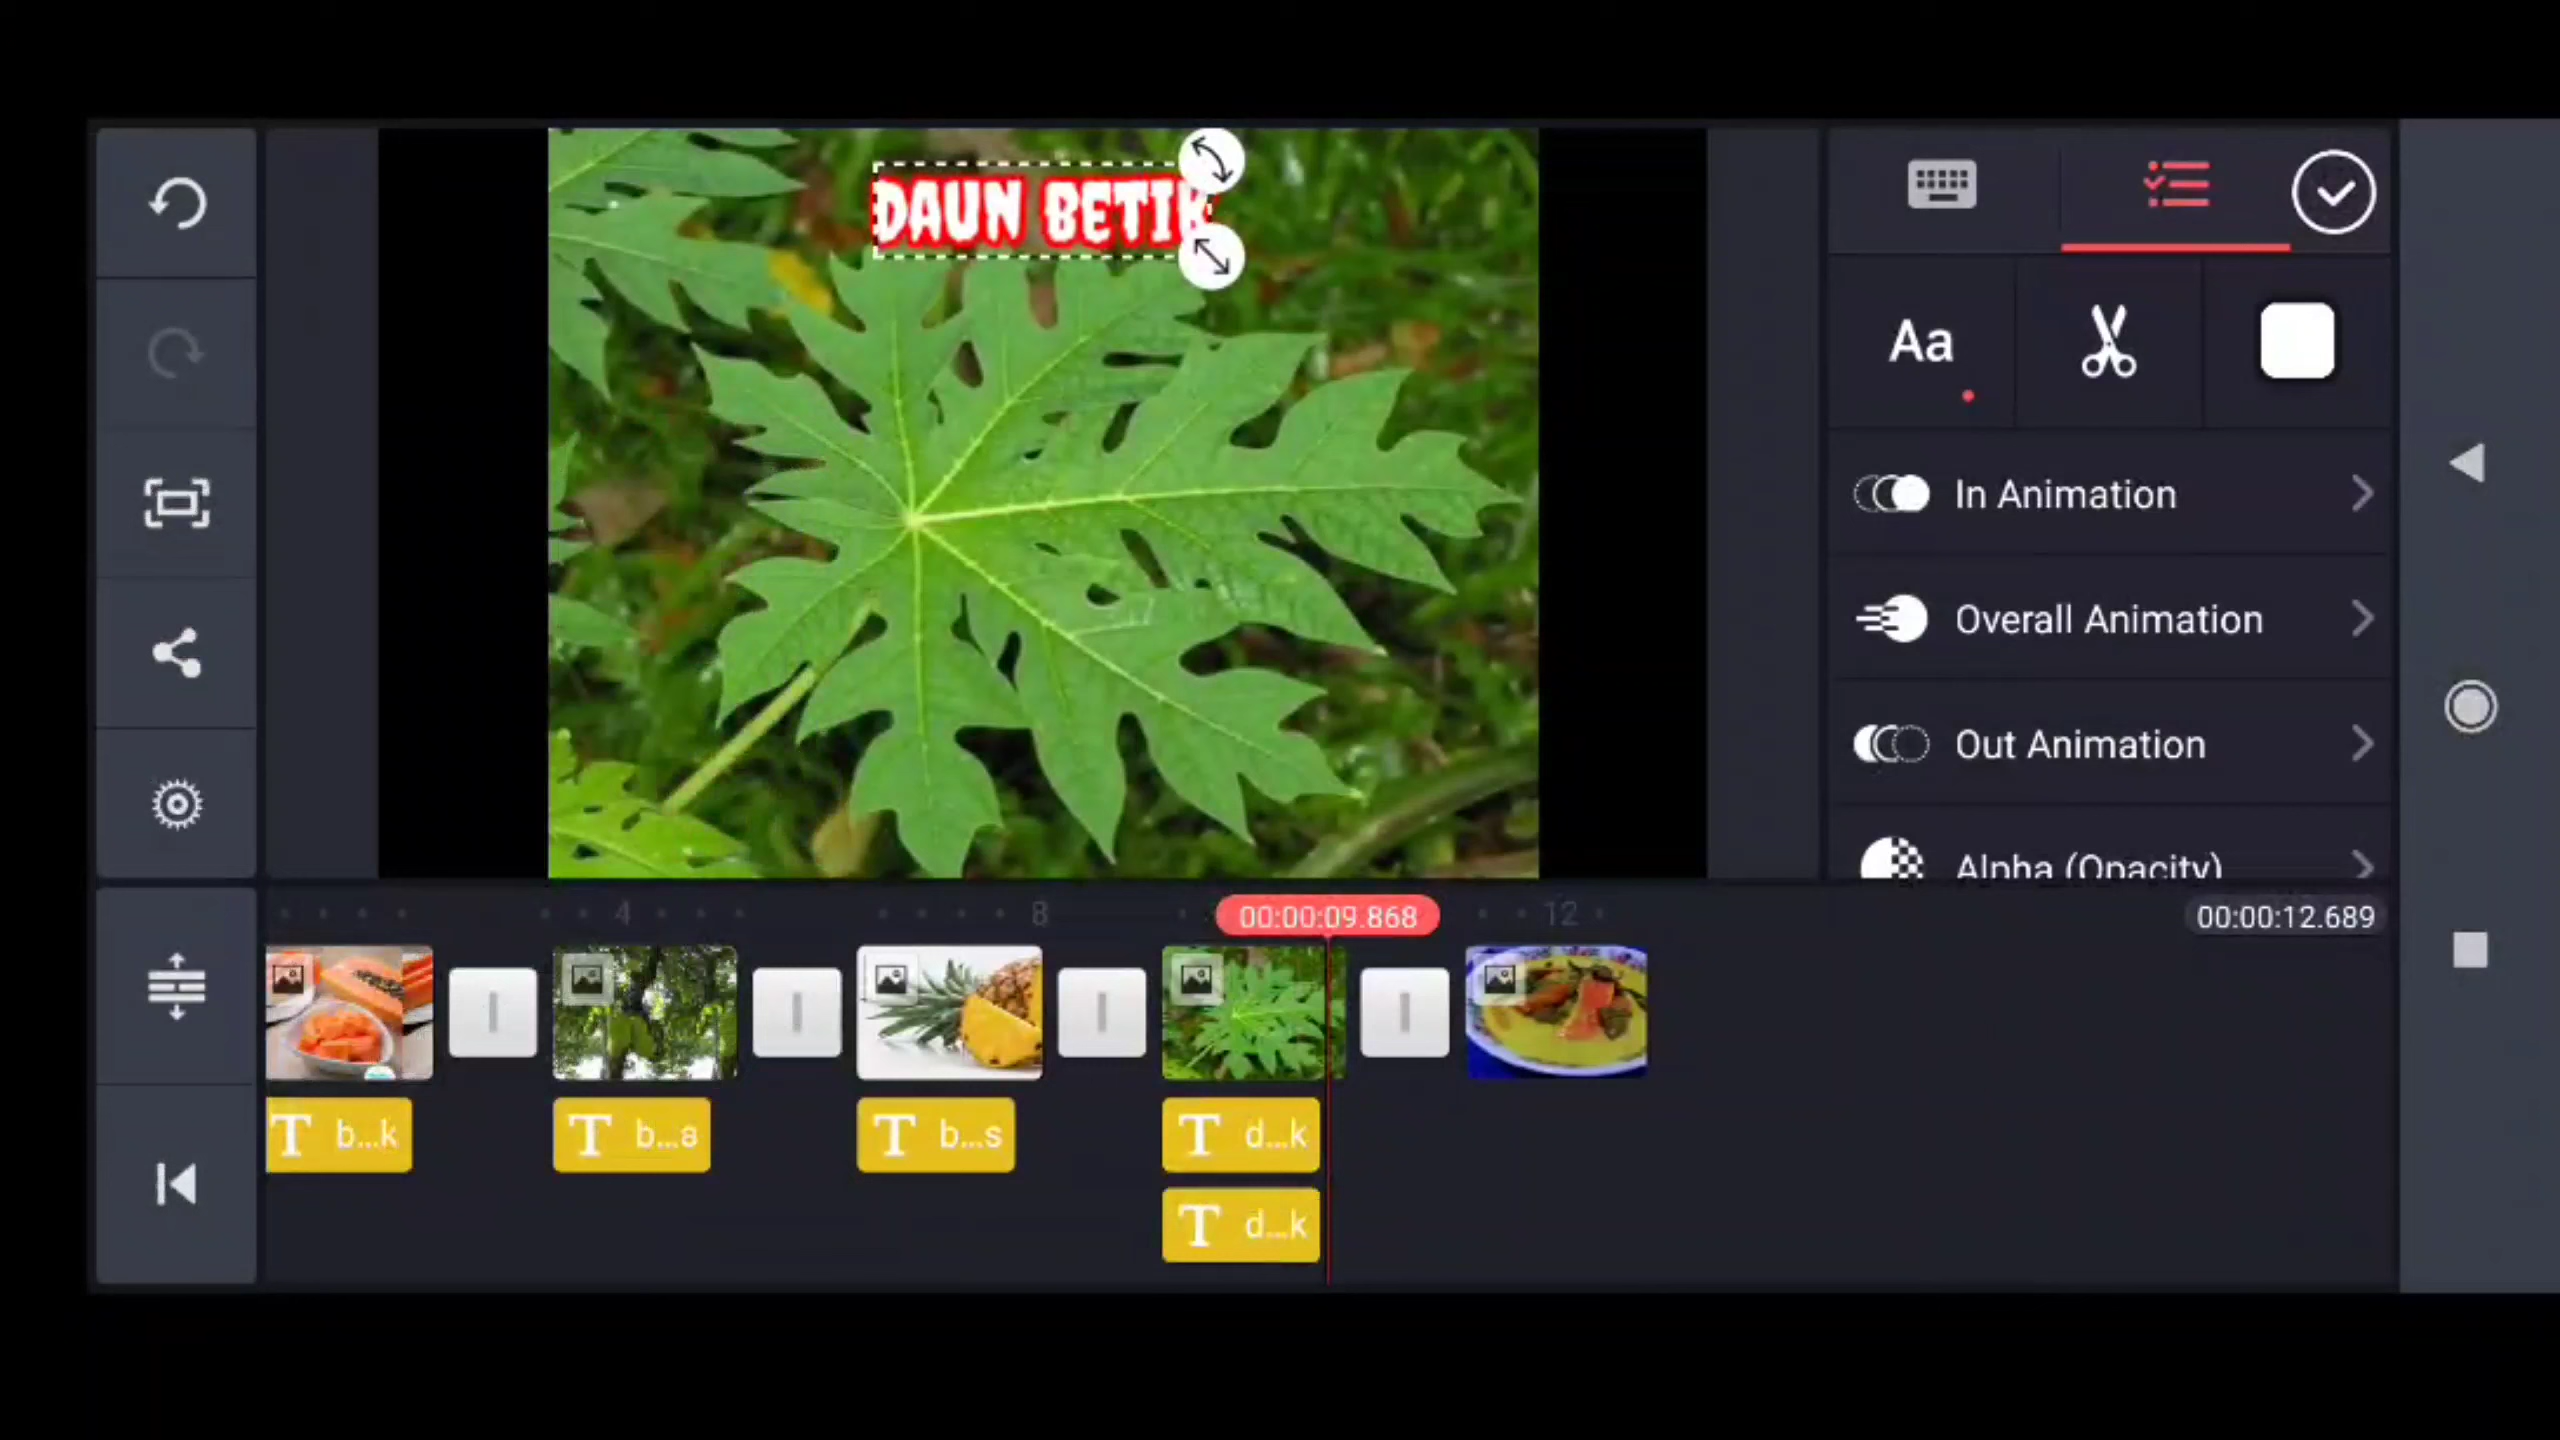 DAUN BETIK
Aa
In Animation
Overall Animation
Out Animation
Alpha (Opacity)
4
8
00:00:09.868
12
00:00:12.689
T b...k
T b...a
T b...s
T d...k
T d...k